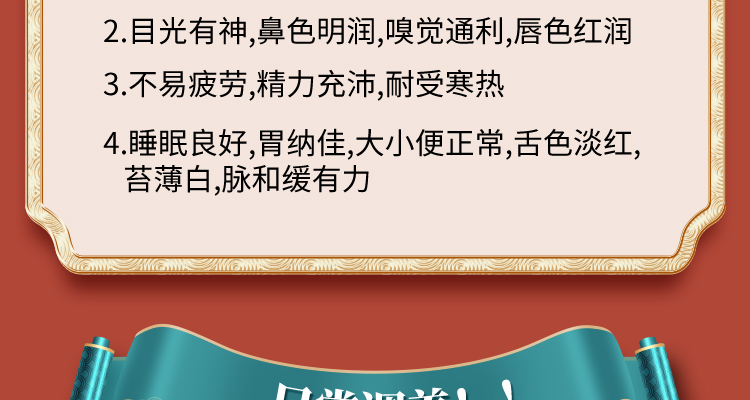 2.目光有神,鼻色明润,嗅觉通利,唇色红润
3.不易疲劳,精力充沛,耐受寒热
4.睡眠良好,胃纳佳,大小便正常,舌色淡红,
苔薄白,脉和缓有力